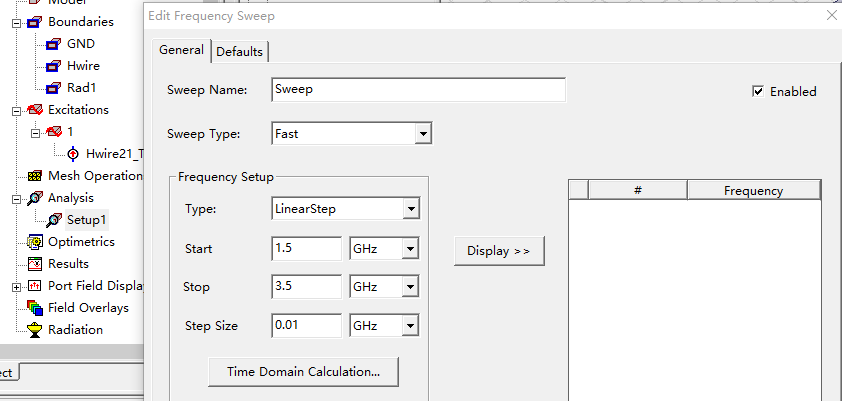 Model
Boundaries
GND
Hwire
Rad1
Excitations
1
Hwire21_T
Mesh Operation
Analysis
Setup1
Optimetrics
Results
Port Field Displa
Field Overlays
Radiation
ect
Edit Frequency Sweep
General
Defaults
Sweep Name:
Sweep
Enabled
Sweep Type:
Fast
Frequency Setup
Type:
LinearStep
Start
1.5
GHz
Stop
3.5
GHz
Step Size
0.01
GHz
Time Domain Calculation...
Display >>
#
Frequency